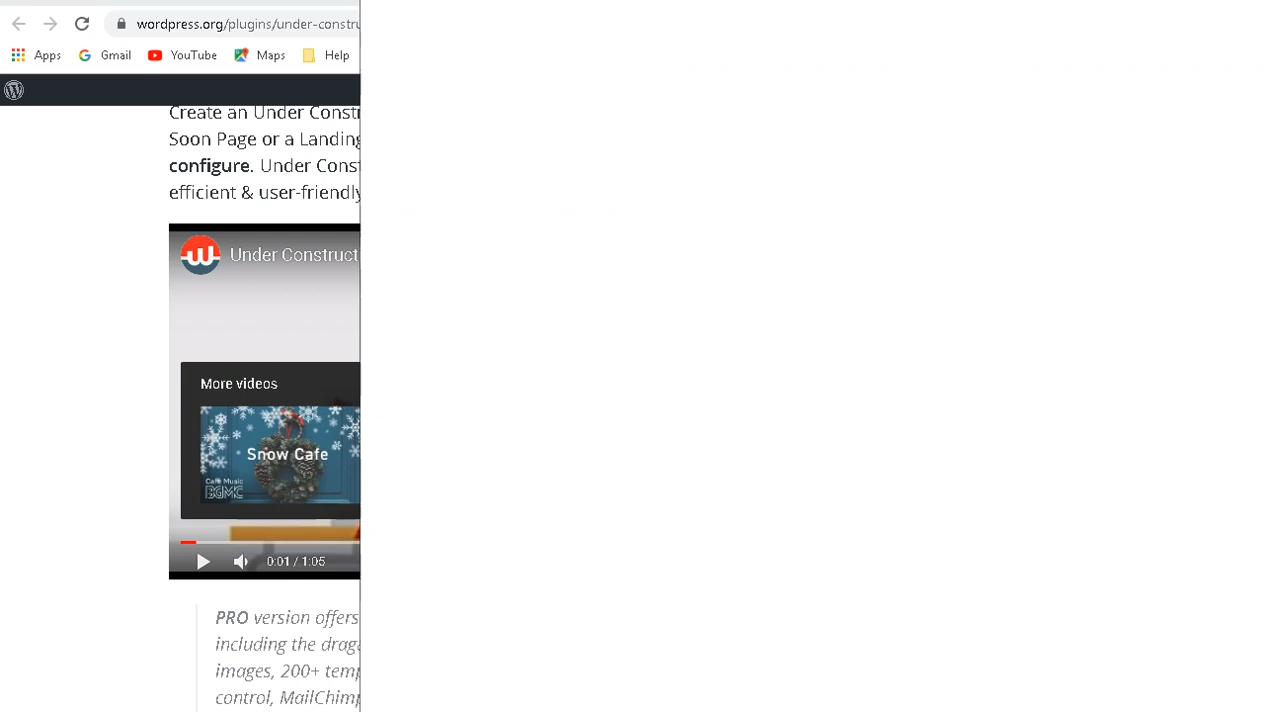 wordpress.org/plugins/under-constru
Apps Gmail YouTube Maps Help
Create an Under Constr
Soon Page or a Landing
configure. Under Const
efficient & user-friendly
Under Construct
More videos
Snow Cafe
Cafe Music
BGMC
0:01 / 1:05
PRO version offers
including the drag
images, 200+ temp
control, MailChimp